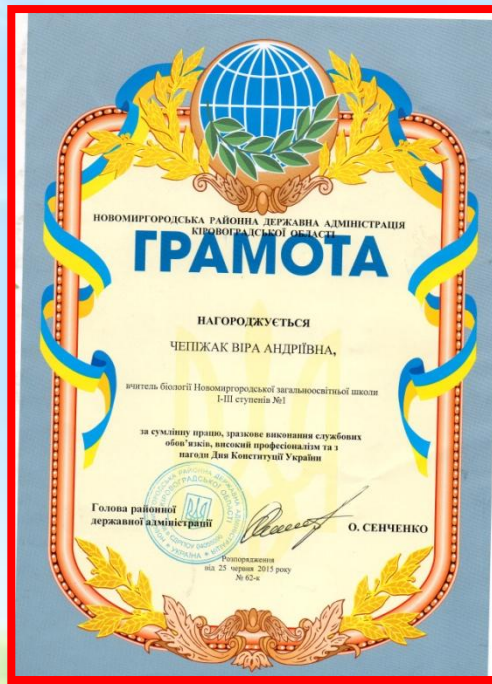 НОВОМИРГОРОДСЬКА РАЙОННА ДЕРЖАВНА АДМІНІСТРАЦІЯ
КІРОВОГРАДСЬКОЇ ОБЛАСТІ
ГРАМОТА
НАГОРОДЖУЄТЬСЯ
ЧЕПІЖАК ВІРА АНДРІЇВНА,
вчитель біології Новомиргородської загальноосвітньої школи
І-ІІІ ступенів №1
за сумлінну працю, зразкове виконання службових
обов'язків, високий професіоналізм та з
нагоди Дня Конституції України
Голова районної
державної адміністрації
О. СЕНЧЕНКО
Розпорядження
від 25 червня 2015 року
№ 62-к